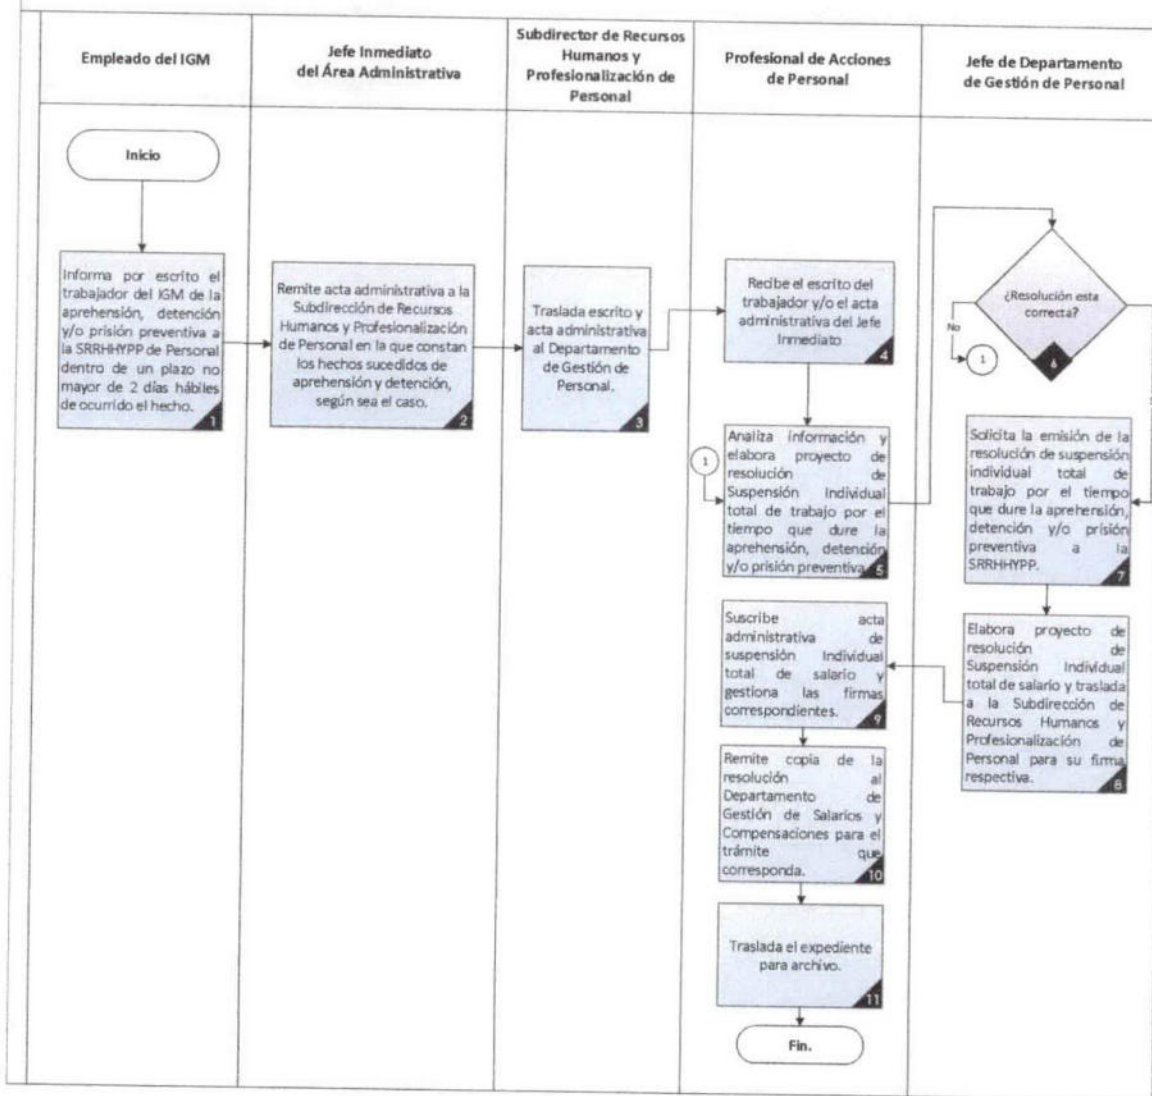 Empleado del IGM
Jefe Inmediato
del Área Administrativa
Subdirector de Recursos
Humanos y
Profesionalización de
Personal
Profesional de Acciones
de Personal
Jefe de Departamento
de Gestión de Personal
Inicio
Informa por escrito el
trabajador del IGM de la
aprehensión, detención
y/o prisión preventiva a
la SRRHHYPP de Personal
dentro de un plazo no
mayor de 2 días hábiles
de ocurrido el hecho.
1
Remite acta administrativa a la
Subdirección de Recursos
Humanos y Profesionalización
de Personal en la que constan
los hechos sucedidos de
aprehensión y detención,
según sea el caso.
2
Traslada escrito y
acta administrativa
al Departamento
de Gestión de
Personal.
3
Recibe el escrito del
trabajador y/o el acta
administrativa del Jefe
Inmediato
4
1
Analiza información y
elabora proyecto de
resolución de
Suspensión Individual
total de trabajo por el
tiempo que dure la
aprehensión, detención
y/o prisión preventiva
5
¿Resolución esta
correcta?
6
No
1
Solicita la emisión de la
resolución de suspensión
individual total de
trabajo por el tiempo
que dure la aprehensión,
detención y/o prisión
preventiva a la
SRRHHYPP.
7
Elabora proyecto de
resolución de
Suspensión Individual
total de salario y traslada
a la Subdirección de
Recursos Humanos y
Profesionalización de
Personal para su firma
respectiva.
8
Suscribe acta
administrativa de
suspensión Individual
total de salario y
gestiona las firmas
correspondientes.
9
Remite copia de la
resolución al
Departamento de
Gestión de Salarios y
Compensaciones para el
trámite que
corresponda.
10
Traslada el expediente
para archivo.
11
Fin.